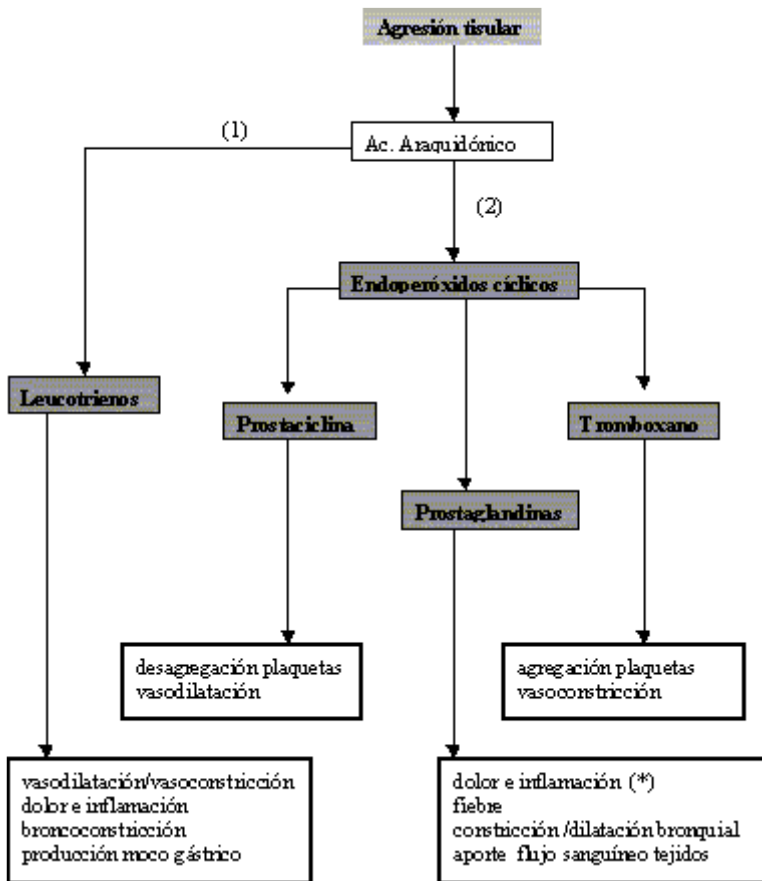 Agresión tisular
(1)
Ac. Araquidónico
(2)
Endoperóxidos cíclicos
Leucotrienos
Prostaciclina
Tromboxano
Prostaglandinas
desagregación plaquetas
vasodilatación
agregación plaquetas
vasoconstricción
vasodilatación/vasoconstricción
dolor e inflamación
broncoconstricción
producción moco gástrico
dolor e inflamación (*)
fiebre
constricción /dilatación bronquial
aporte flujo sanguíneo tejidos